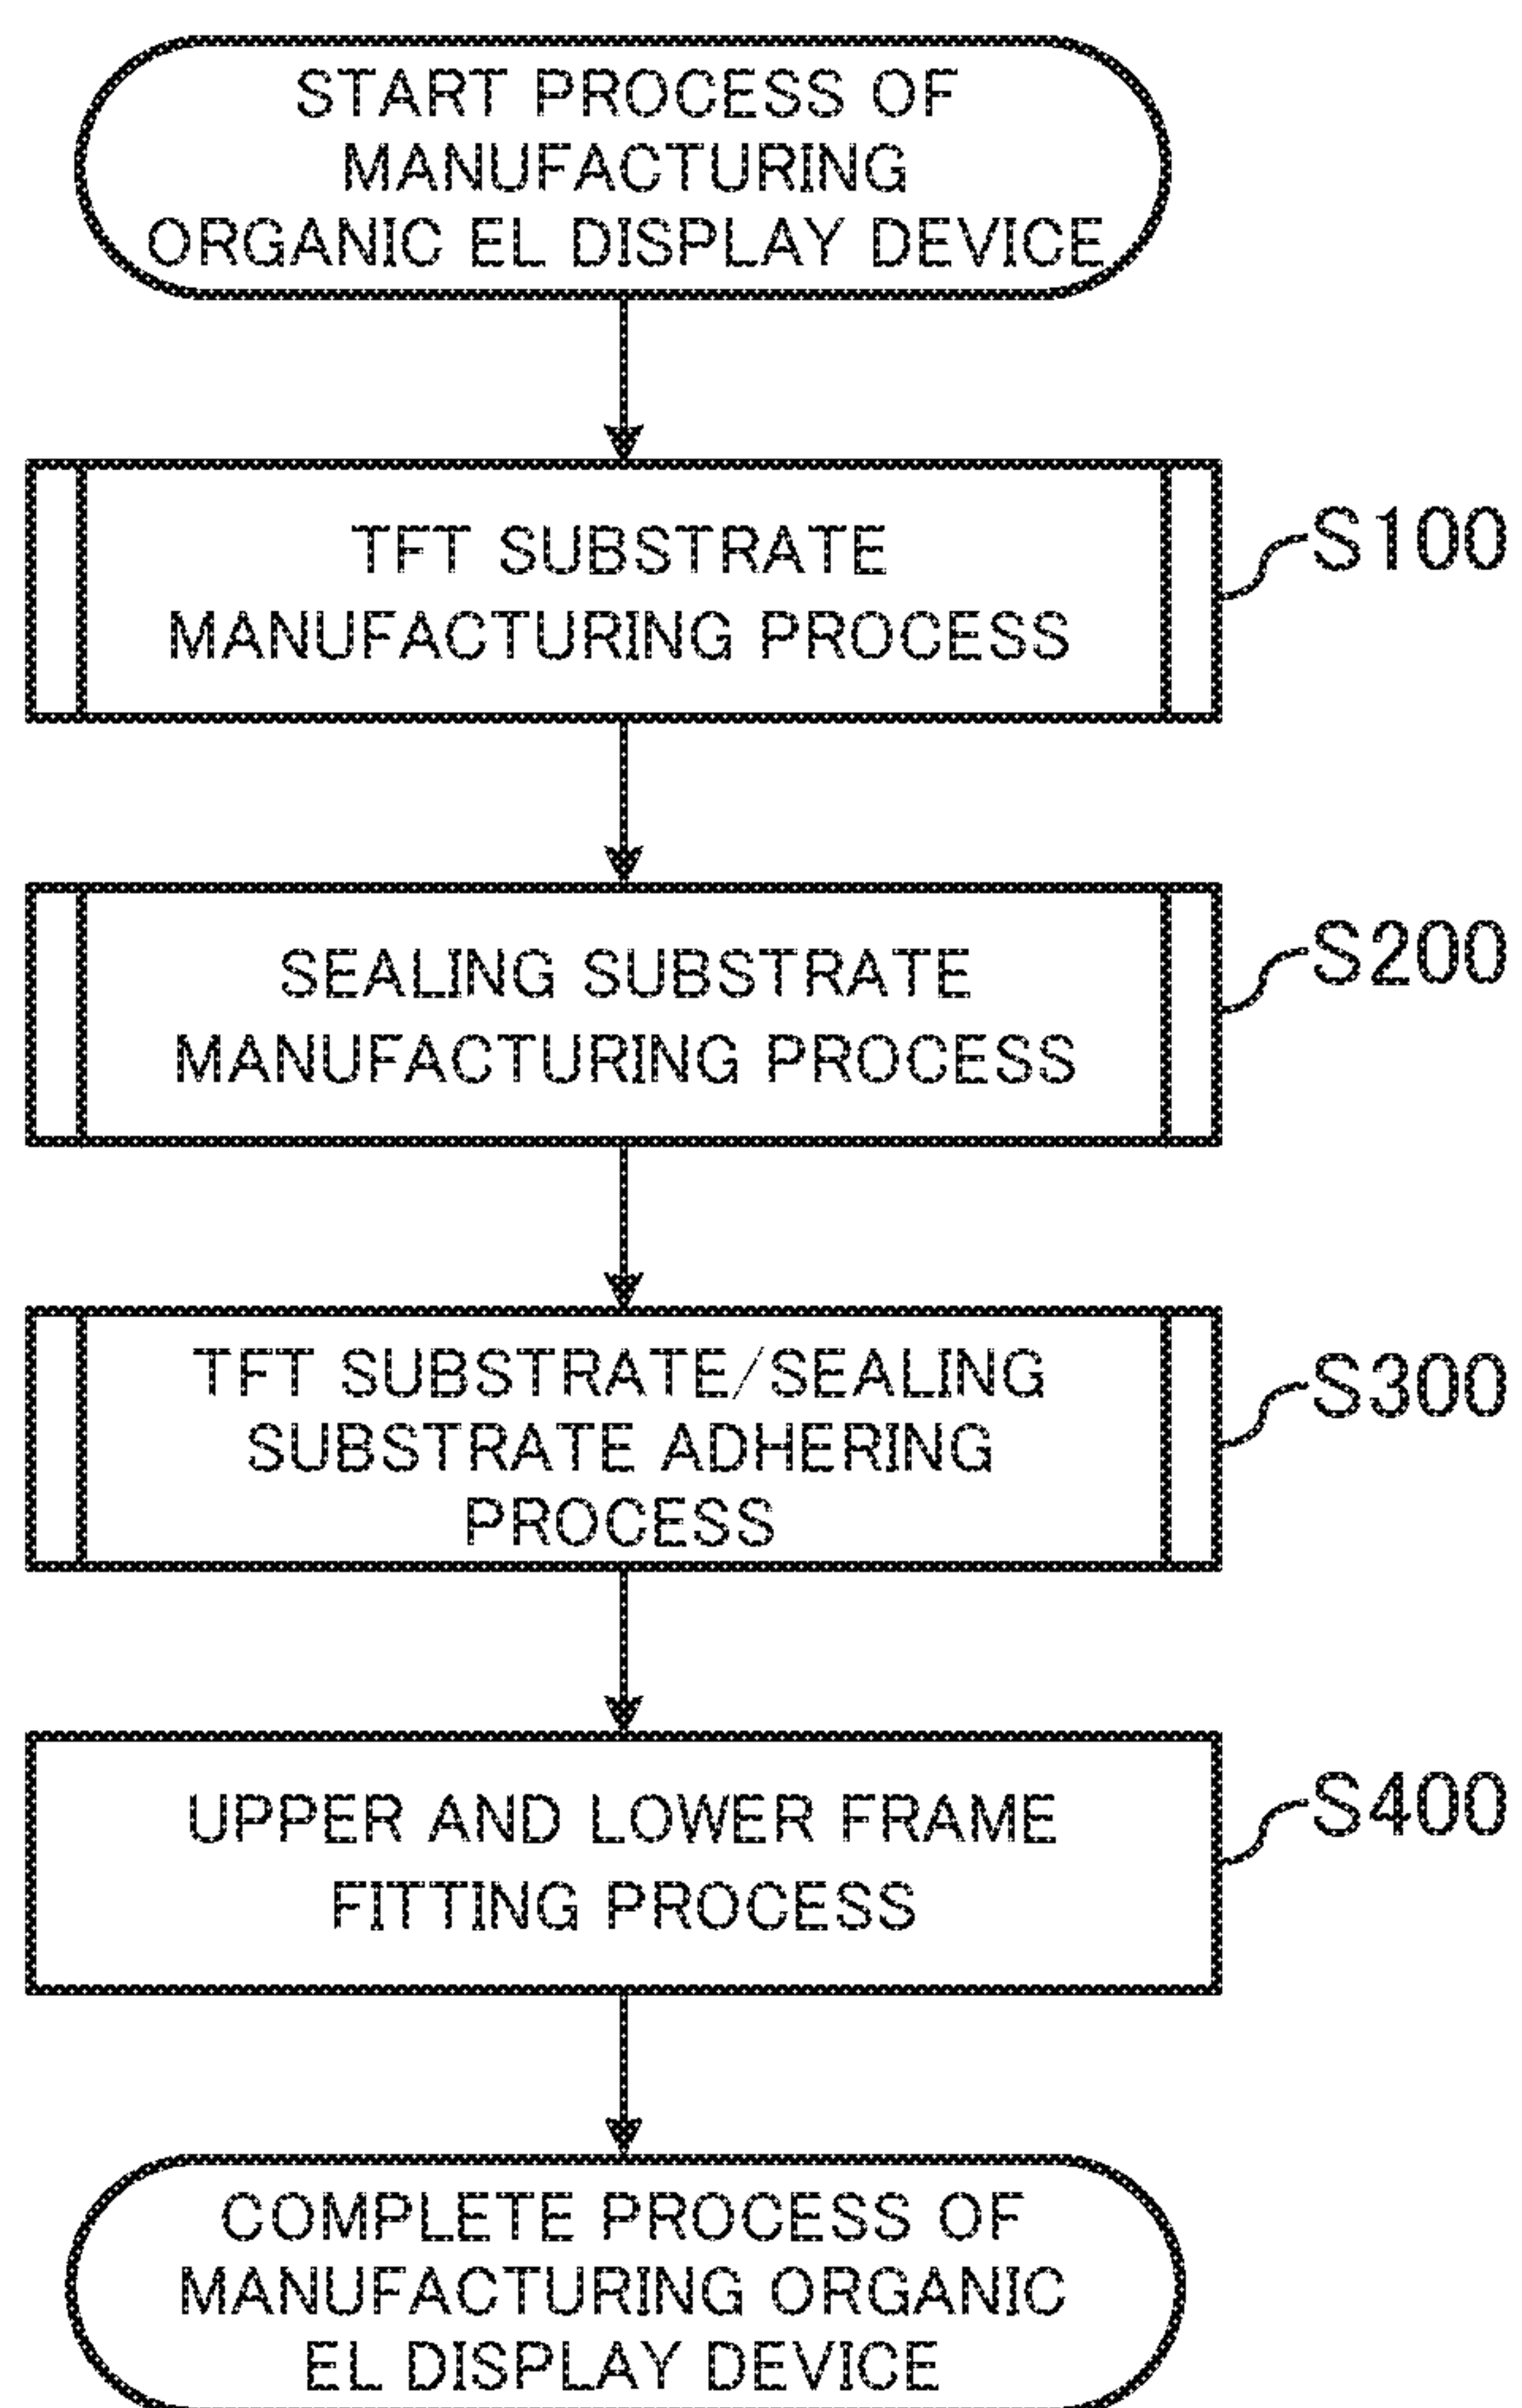 START PROCESS OF
MANUFACTURING
ORGANIC EL DISPLAY DEVICE
TFT SUBSTRATE
MANUFACTURING PROCESS
S100
SEALING SUBSTRATE
MANUFACTURING PROCESS
S200
TFT SUBSTRATE/SEALING
SUBSTRATE ADHERING
PROCESS
S300
UPPER AND LOWER FRAME
FITTING PROCESS
S400
COMPLETE PROCESS OF
MANUFACTURING ORGANIC
EL DISPLAY DEVICE